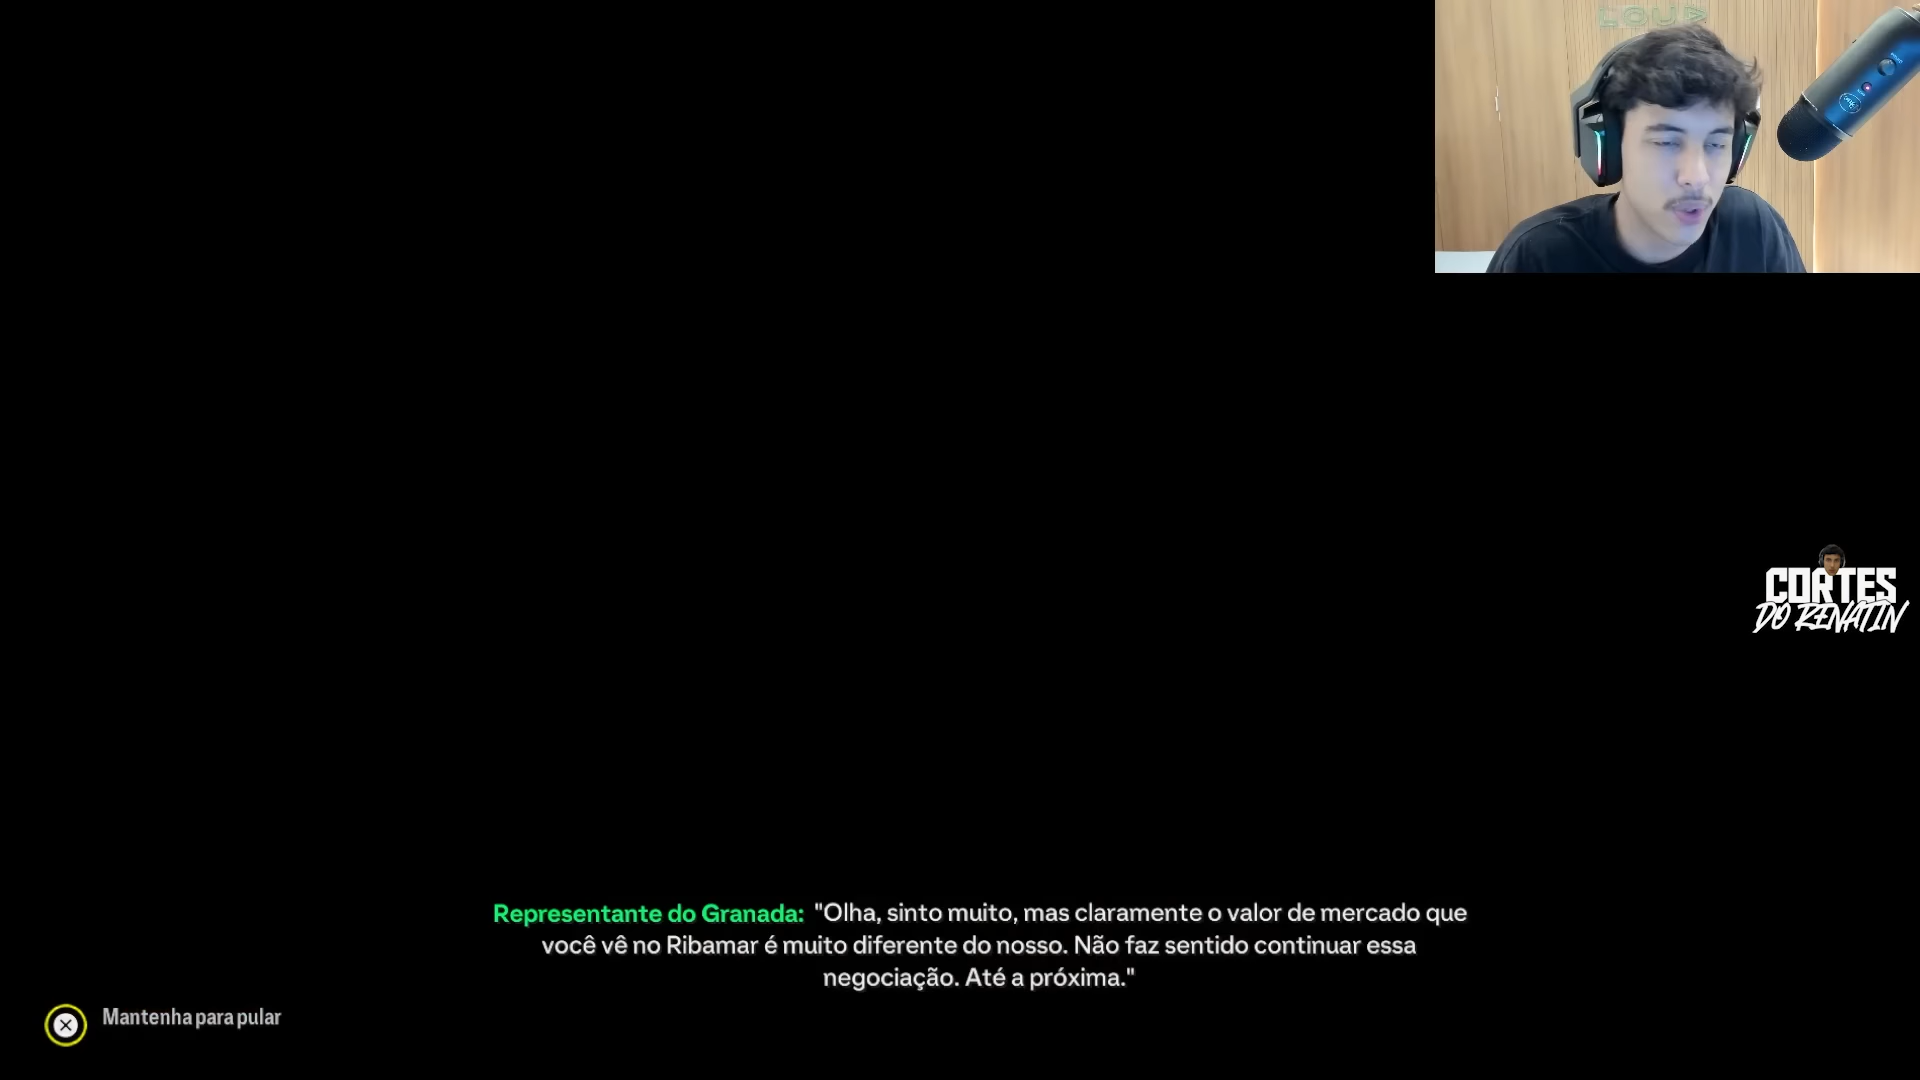 LOUD
CORTES
DO RENATIN
Representante do Granada: "Olha, sinto muito, mas claramente o valor de mercado que
você vê no Ribamar é muito diferente do nosso. Não faz sentido continuar essa
negociação. Até a próxima."
Mantenha para pular